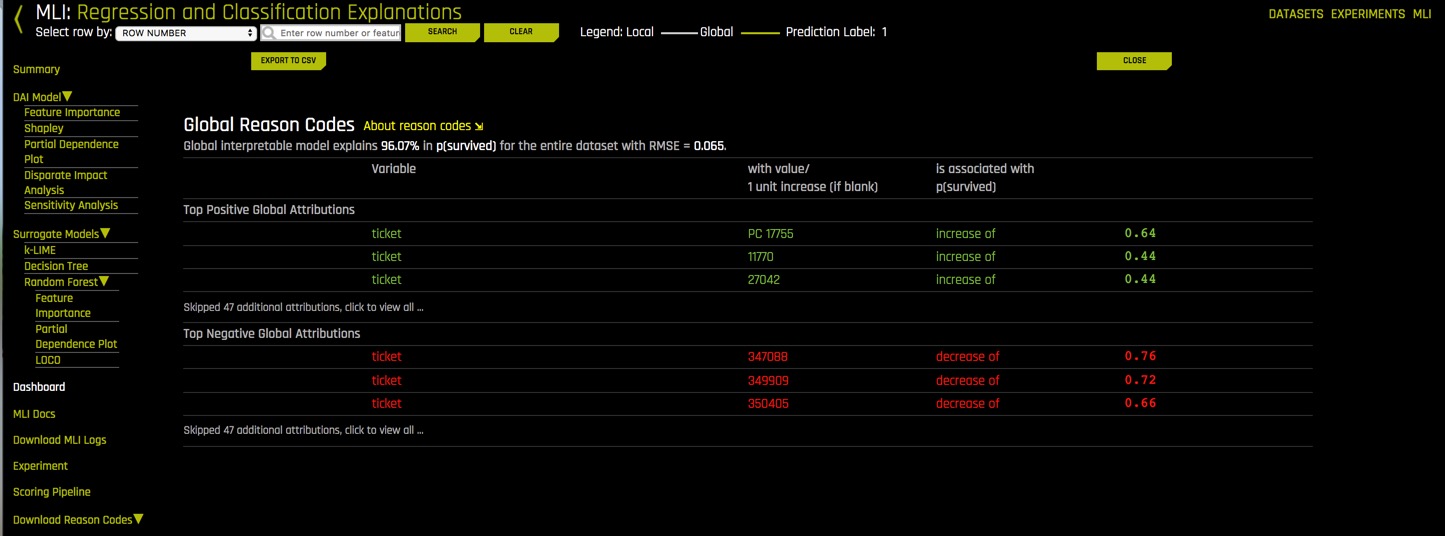 MLI: Regression and Classification Explanations
DATASETS EXPERIMENTS MLI
Select row by: ROW NUMBER Enter row number or featur SEARCH CLEAR Legend: Local Global Prediction Label: 1
EXPORT TO CSV CLOSE
Summary
DAI Model
Feature Importance
Shapley
Partial Dependence
Plot
Disparate Impact
Analysis
Sensitivity Analysis
Surrogate Models
k-LIME
Decision Tree
Random Forest
Feature
Importance
Partial
Dependence Plot
LOCO
Dashboard
MLI Docs
Download MLI Logs
Experiment
Scoring Pipeline
Download Reason Codes
Global Reason Codes About reason codes
Global interpretable model explains 96.07% in p(survived) for the entire dataset with RMSE = 0.065.
Variable with value/ is associated with
1 unit increase (if blank) p(survived)
Top Positive Global Attributions
ticket PC 17755 increase of 0.64
ticket 11770 increase of 0.44
ticket 27042 increase of 0.44
Skipped 47 additional attributions, click to view all ...
Top Negative Global Attributions
ticket 347088 decrease of 0.76
ticket 349909 decrease of 0.72
ticket 350405 decrease of 0.66
Skipped 47 additional attributions, click to view all ...